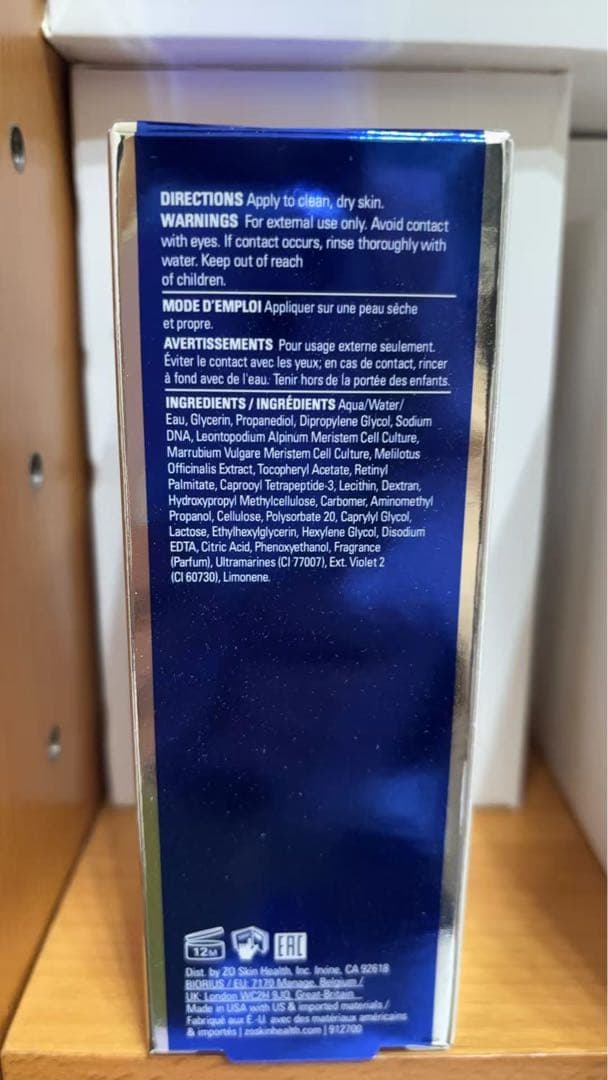 DIRECTIONS Apply to clean, dry skin.
WARNINGS For external use only. Avoid contact
with eyes. If contact occurs, rinse thoroughly with
water. Keep out of reach
of children.
MODE D'EMPLOI Appliquer sur une peau sèche
et propre.
AVERTISSEMENTS Pour usage externe seulement.
Éviter le contact avec les yeux; en cas de contact, rincer
à fond avec de l'eau. Tenir hors de la portée des enfants.
INGREDIENTS / INGRÉDIENTS Aqua/Water/
Eau, Glycerin, Propanediol, Dipropylene Glycol, Sodium
DNA, Leontopodium Alpinum Meristem Cell Culture,
Marrubium Vulgare Meristem Cell Culture, Melilotus
Officinalis Extract, Tocopheryl Acetate, Retinyl
Palmitate, Caprooyl Tetrapeptide-3, Lecithin, Dextran,
Hydroxypropyl Methylcellulose, Carbomer, Aminomethyl
Propanol, Cellulose, Polysorbate 20, Caprylyl Glycol,
Lactose, Ethylhexylglycerin, Hexylene Glycol, Disodium
EDTA, Citric Acid, Phenoxyethanol, Fragrance
(Parfum), Ultramarines (CI 77007), Ext. Violet 2
(CI 60730), Limonene.
12M
EAC
Dist. by ZO Skin Health, Inc. Irvine, CA 92618
BIORIUS / EU: 7170 Manage, Belgium /
UK: London WC2H 9JQ Great-Britain
Made in USA with US & imported materials /
Fabriqué aux É.-U. avec des matériaux américains
& importés | zoskinhealth.com | 912700